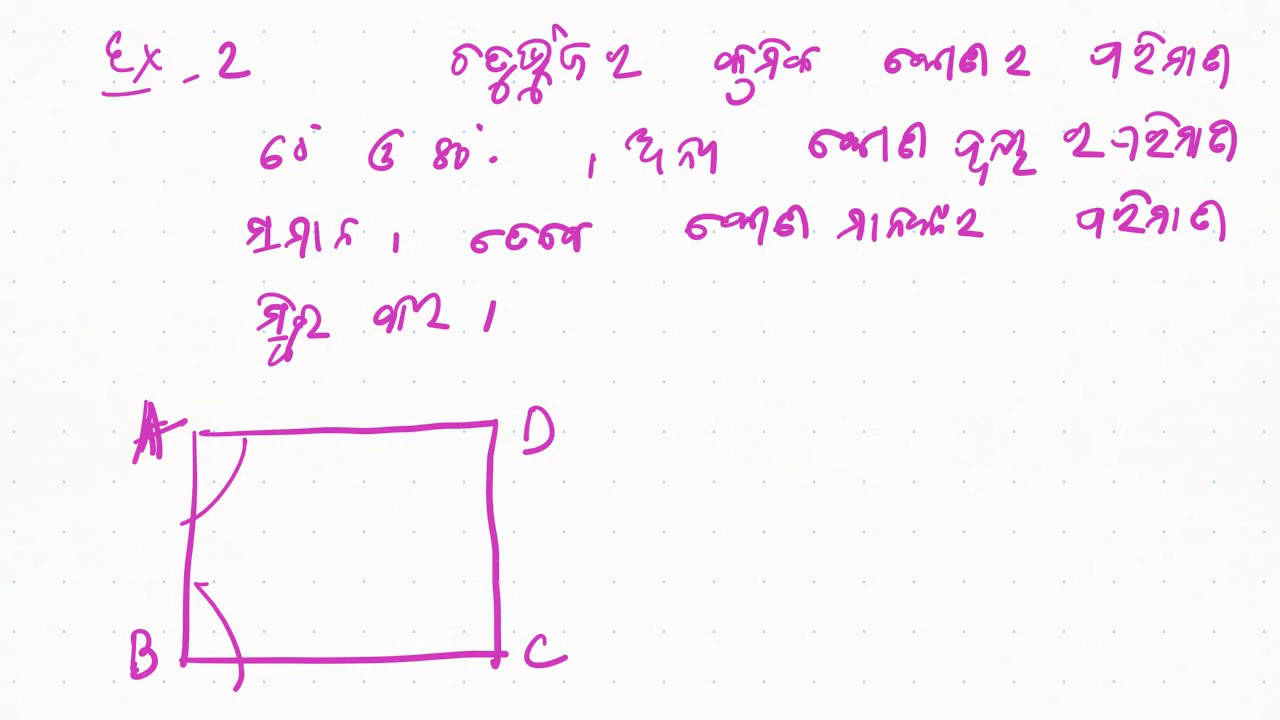 Ex - 2 ଚତୁର୍ଭୁଜର କ୍ରମିକ କୋଣର ପରିମାଣ
60° ଓ 80° . , ଅନ୍ୟ କୋଣ ଦ୍ୱୟର ପରିମାଣ
ସମାନ । ତେବେ କୋଣ ମାନଙ୍କର ପରିମାଣ
ସ୍ଥିର କର ।
A D
B C